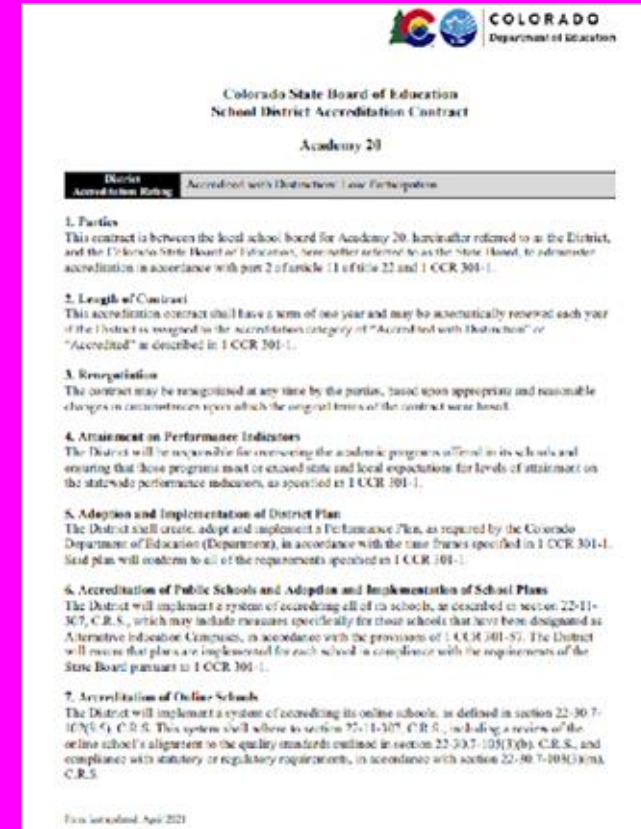 COLORADO
Department of Education
Colorado State Board of Education
School District Accreditation Contract
Academy 20
District
Accreditation Rating
Accredited with Distinction: Low Participation
1. Parties
This contract is between the local school board for Academy 20, hereinafter referred to as the District,
and the Colorado State Board of Education, hereinafter referred to as the State Board, to administer
accreditation in accordance with part 2 of article 11 of title 22 and 1 CCR 301-1.
2. Length of Contract
This accreditation contract shall have a term of one year and may be automatically renewed each year
if the District is assigned to the accreditation category of “Accredited with Distinction” or
“Accredited” as described in 1 CCR 301-1.
3. Renegotiation
The contract may be renegotiated at any time by the parties, based upon appropriate and reasonable
changes in circumstances upon which the original terms of the contract were based.
4. Attainment on Performance Indicators
The District will be responsible for overseeing the academic programs offered in its schools and
ensuring that those programs meet or exceed state and local expectations for levels of attainment on
the statewide performance indicators, as specified in 1 CCR 301-1.
5. Adoption and Implementation of District Plan
The District shall create, adopt and implement a Performance Plan, as required by the Colorado
Department of Education (Department), in accordance with the time frames specified in 1 CCR 301-1.
Said plan will conform to all of the requirements specified in 1 CCR 301-1.
6. Accreditation of Public Schools and Adoption and Implementation of School Plans
The District will implement a system of accrediting all of its schools, as described in section 22-11-
307, C.R.S., which may include measures specifically for those schools that have been designated as
Alternative Education Campuses, in accordance with the provisions of 1 CCR 301-57. The District
will ensure that plans are implemented for each school in compliance with the requirements of the
State Board pursuant to 1 CCR 301-1.
7. Accreditation of Online Schools
The District will implement a system of accrediting its online schools, as defined in section 22-30.7-
102(9.5), C.R.S. This system shall adhere to section 22-11-307, C.R.S., including a review of the
online school’s alignment to the quality standards outlined in section 22-30.7-105(3)(b), C.R.S., and
compliance with statutory or regulatory requirements, in accordance with section 22-30.7-103(3)(m),
C.R.S.
Form last updated: April 2021